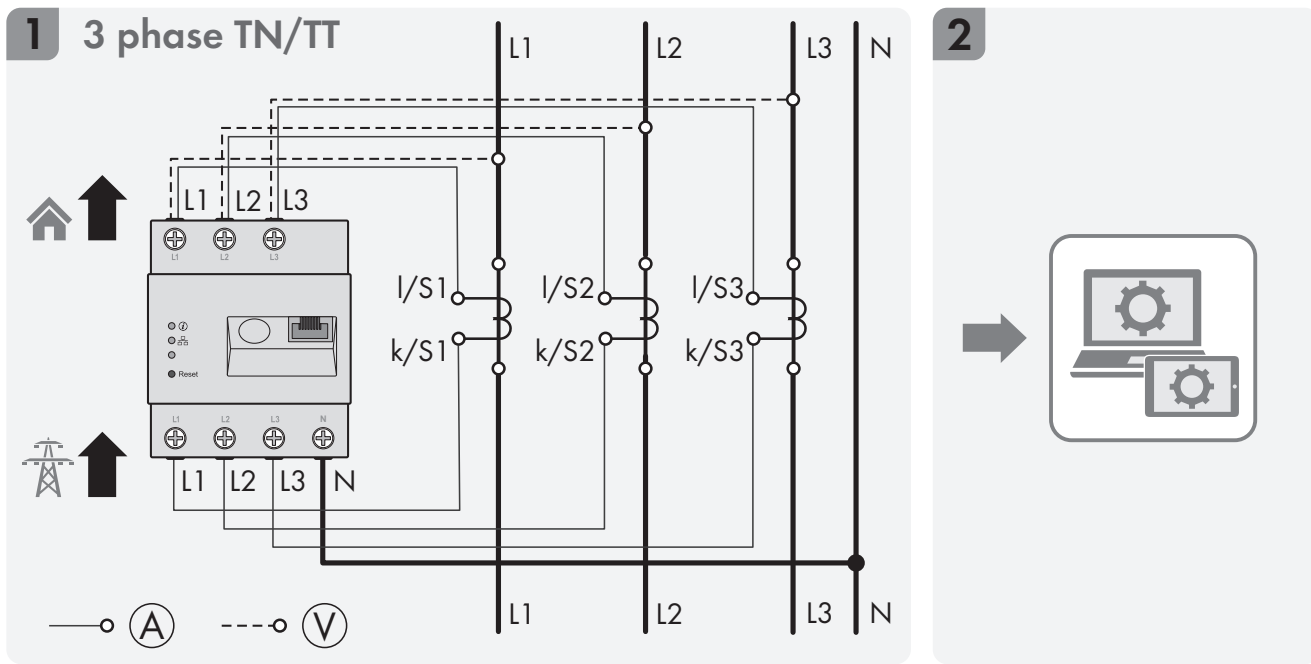 1 3 phase TN/TT
2
L1 L2 L3 N
L1 L2 L3
L1 L2 L3
l/S1 l/S2 l/S3
k/S1 k/S2 k/S3
i
Reset
L1 L2 L3 N
L1 L2 L3 N
L1 L2 L3 N
A V